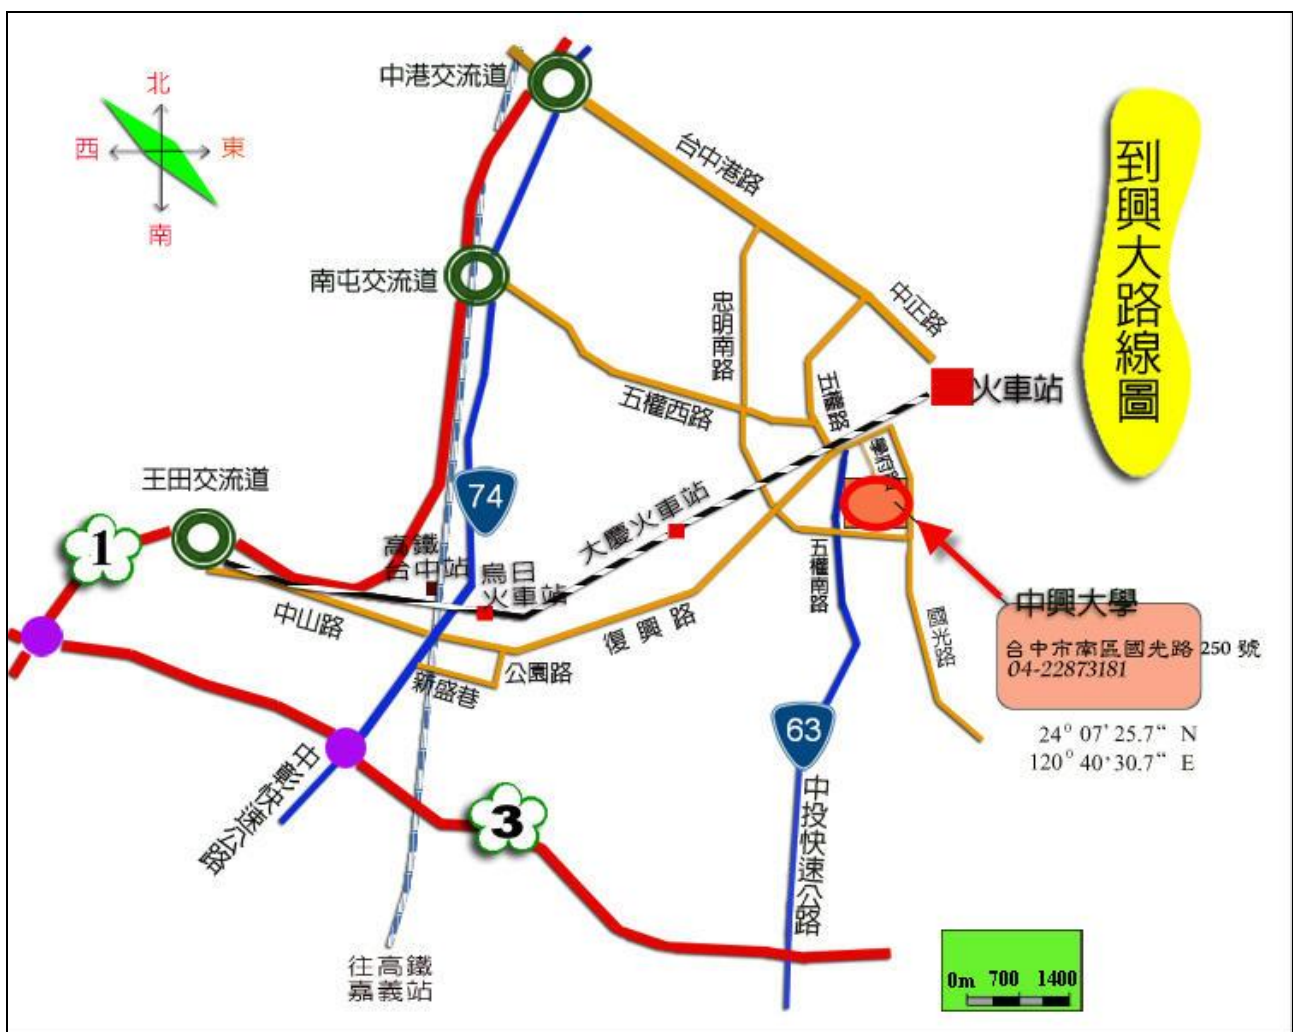 中港交流道
北
西
東
南
台中港路
到興大路線圖
南屯交流道
忠明南路
中正路
火車站
五權西路
五權路
學府路
王田交流道
74
大慶火車站
1
高鐵
台中站
烏日
火車站
中山路
復興路
五權南路
國光路
中興大學
台中市南區國光路250號
04-22873181
公園路
新盛巷
24° 07' 25.7“ N
120° 40' 30.7“ E
63
中彰快速公路
3
中投快速公路
往高鐵
嘉義站
0m 700 1400